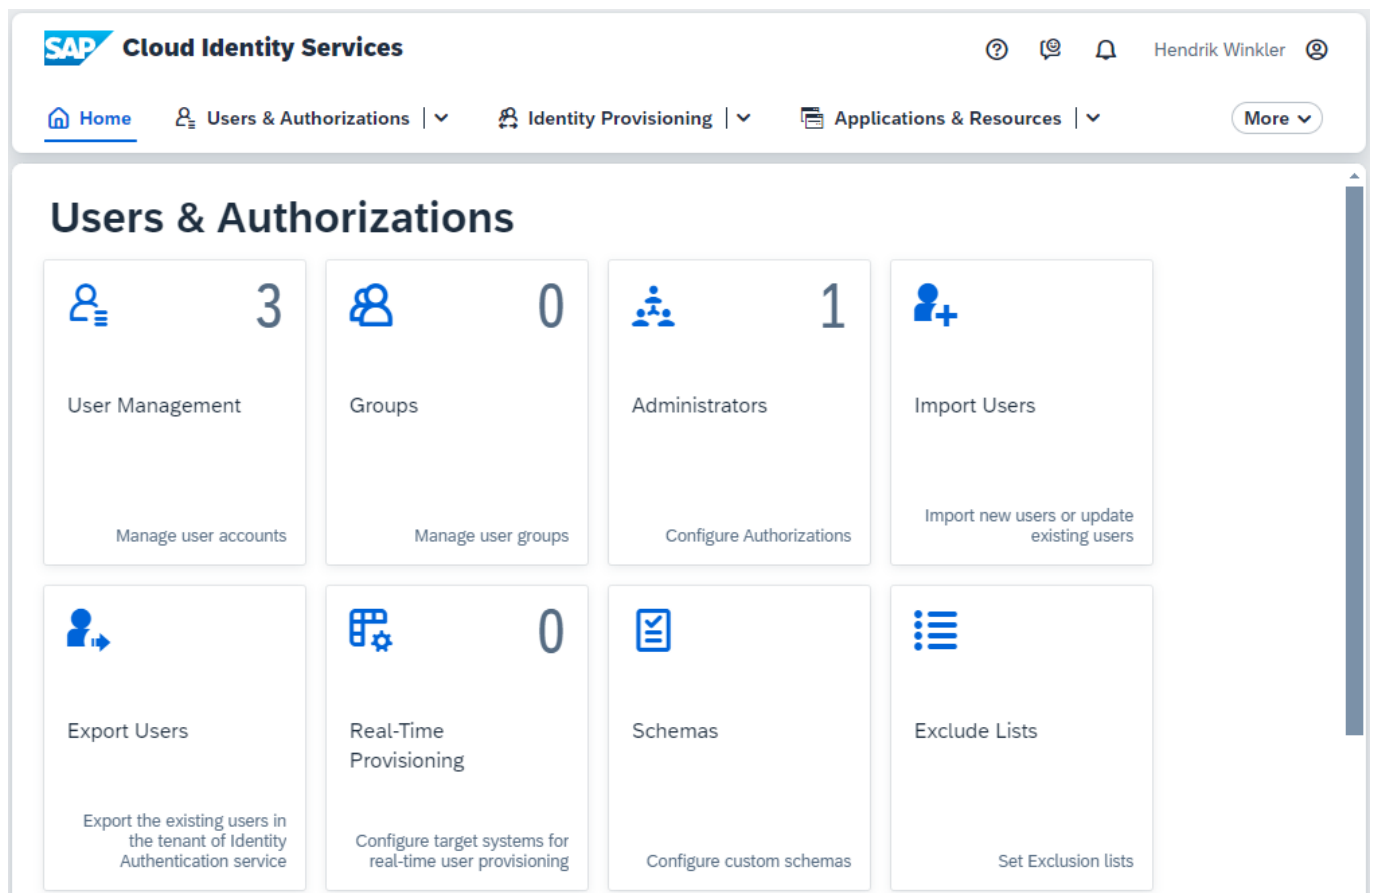 SAP Cloud Identity Services
Hendrik Winkler
Home Users & Authorizations Identity Provisioning Applications & Resources More
Users & Authorizations
3
User Management
Manage user accounts
0
Groups
Manage user groups
1
Administrators
Configure Authorizations
Import Users
Import new users or update
existing users
Export Users
Export the existing users in
the tenant of Identity
Authentication service
0
Real-Time
Provisioning
Configure target systems for
real-time user provisioning
Schemas
Configure custom schemas
Exclude Lists
Set Exclusion lists